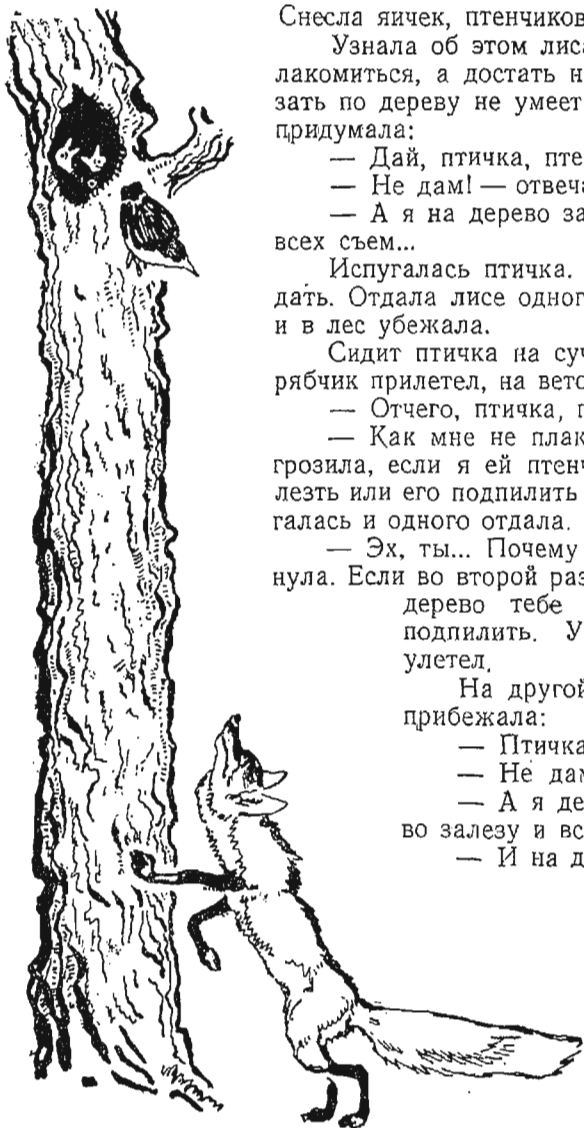 Снесла яичек, птенчиков
Узнала об этом лиса
лакомиться, а достать н
зать по дереву не умеет
придумала:
— Дай, птичка, пте
— Не дам! — отвеча
— А я на дерево за
всех съем...
Испугалась птичка.
дать. Отдала лисе одног
и в лес убежала.
Сидит птичка на суч
рябчик прилетел, на вето
— Отчего, птичка, п
— Как мне не плак
грозила, если я ей птенч
лезть или его подпилить
галась и одного отдала.
— Эх, ты... Почему
нула. Если во второй раз
дерево тебе
подпилить. У
улетел.
На другой
прибежала:
— Птичка
— Не дам
— А я де
во залезу и вс
— И на д